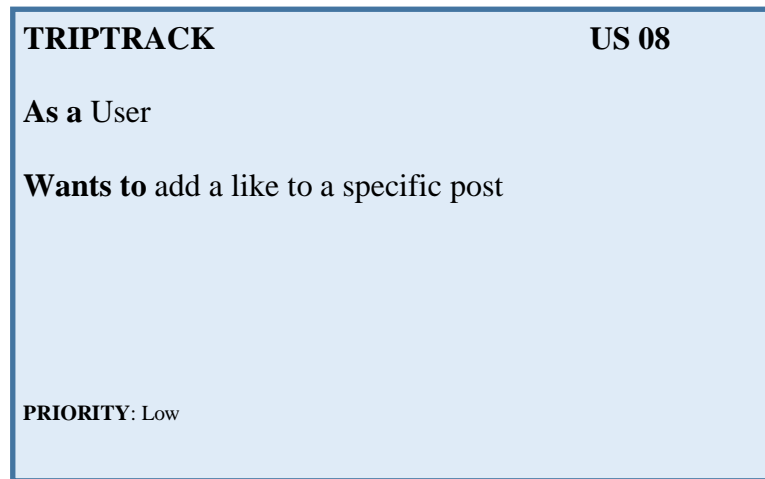 TRIPTRACK US 08
As a User
Wants to add a like to a specific post
PRIORITY: Low